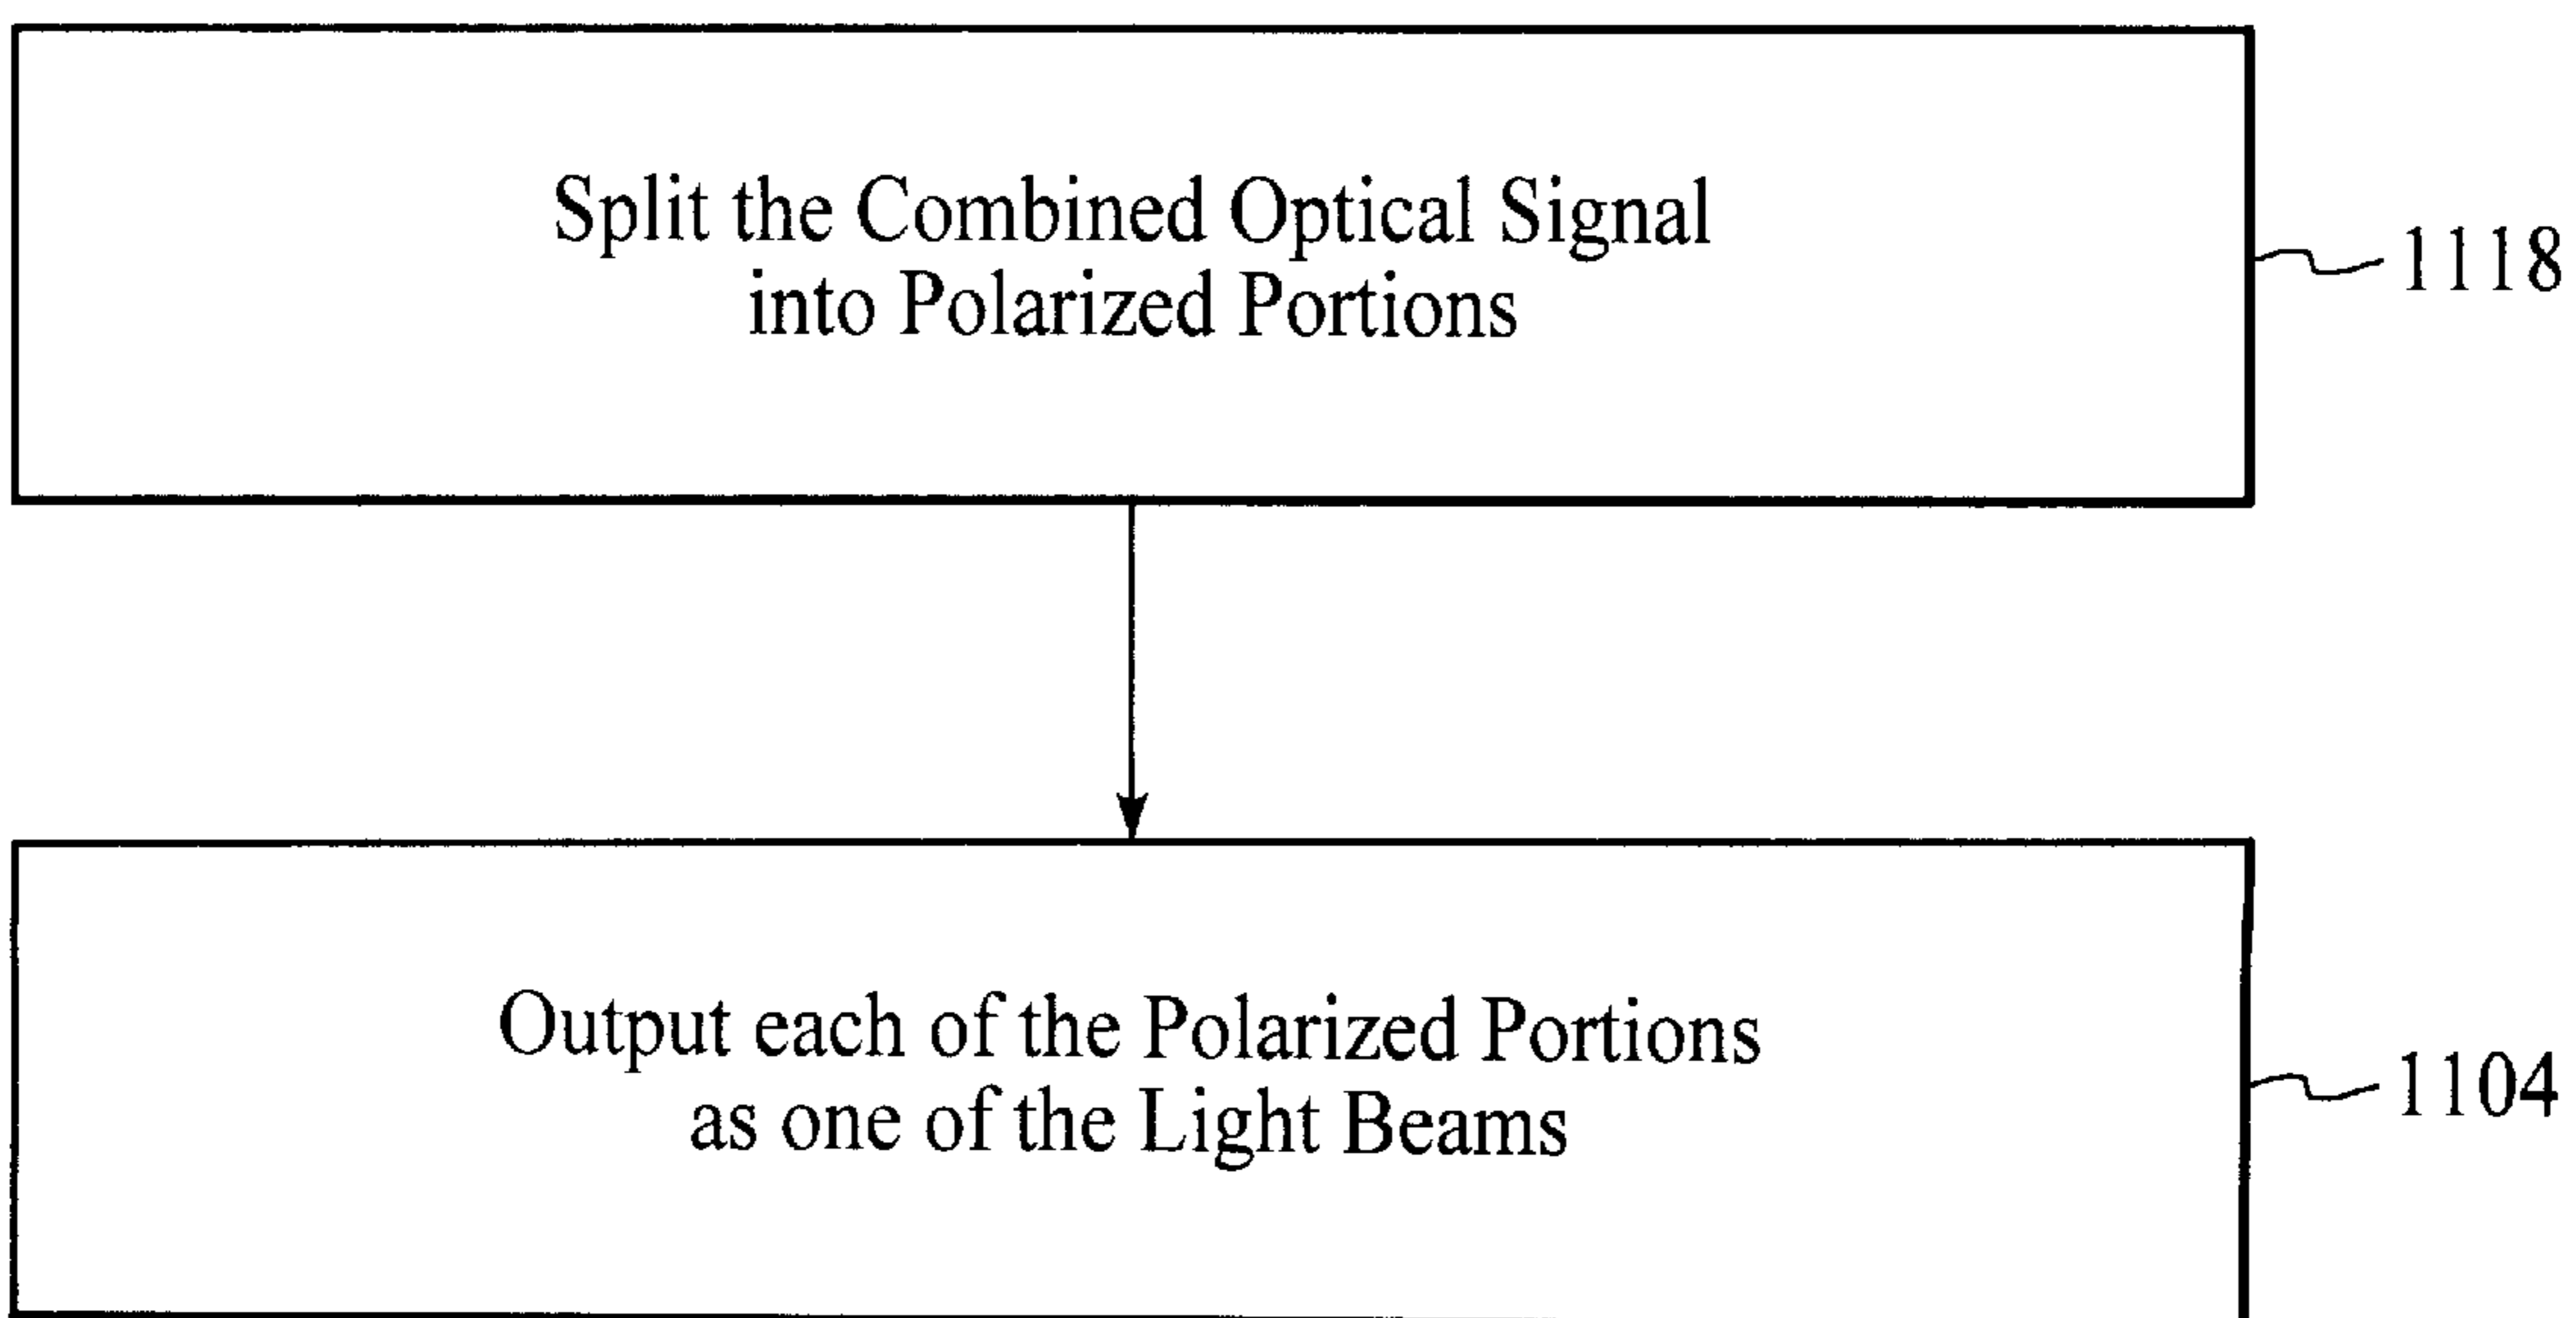 Split the Combined Optical Signal
into Polarized Portions
1118
Output each of the Polarized Portions
as one of the Light Beams
1104